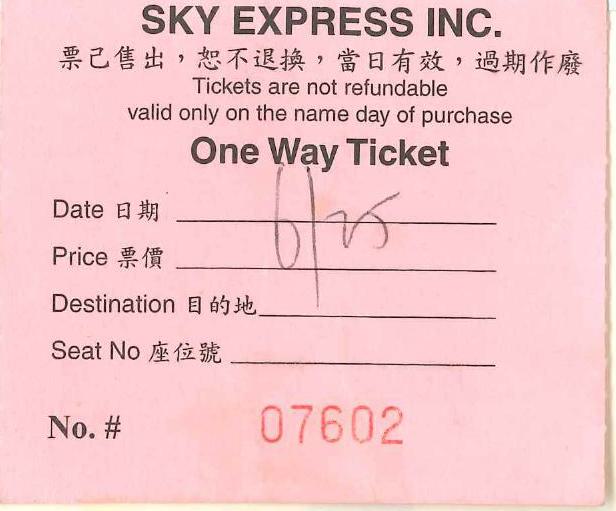 SKY EXPRESS INC.
票己售出，恕不退換，當日有效，過期作廢
Tickets are not refundable
valid only on the name day of purchase
One Way Ticket
Date 日期 6/25
Price 票價
Destination 目的地
Seat No 座位號
No. # 07602